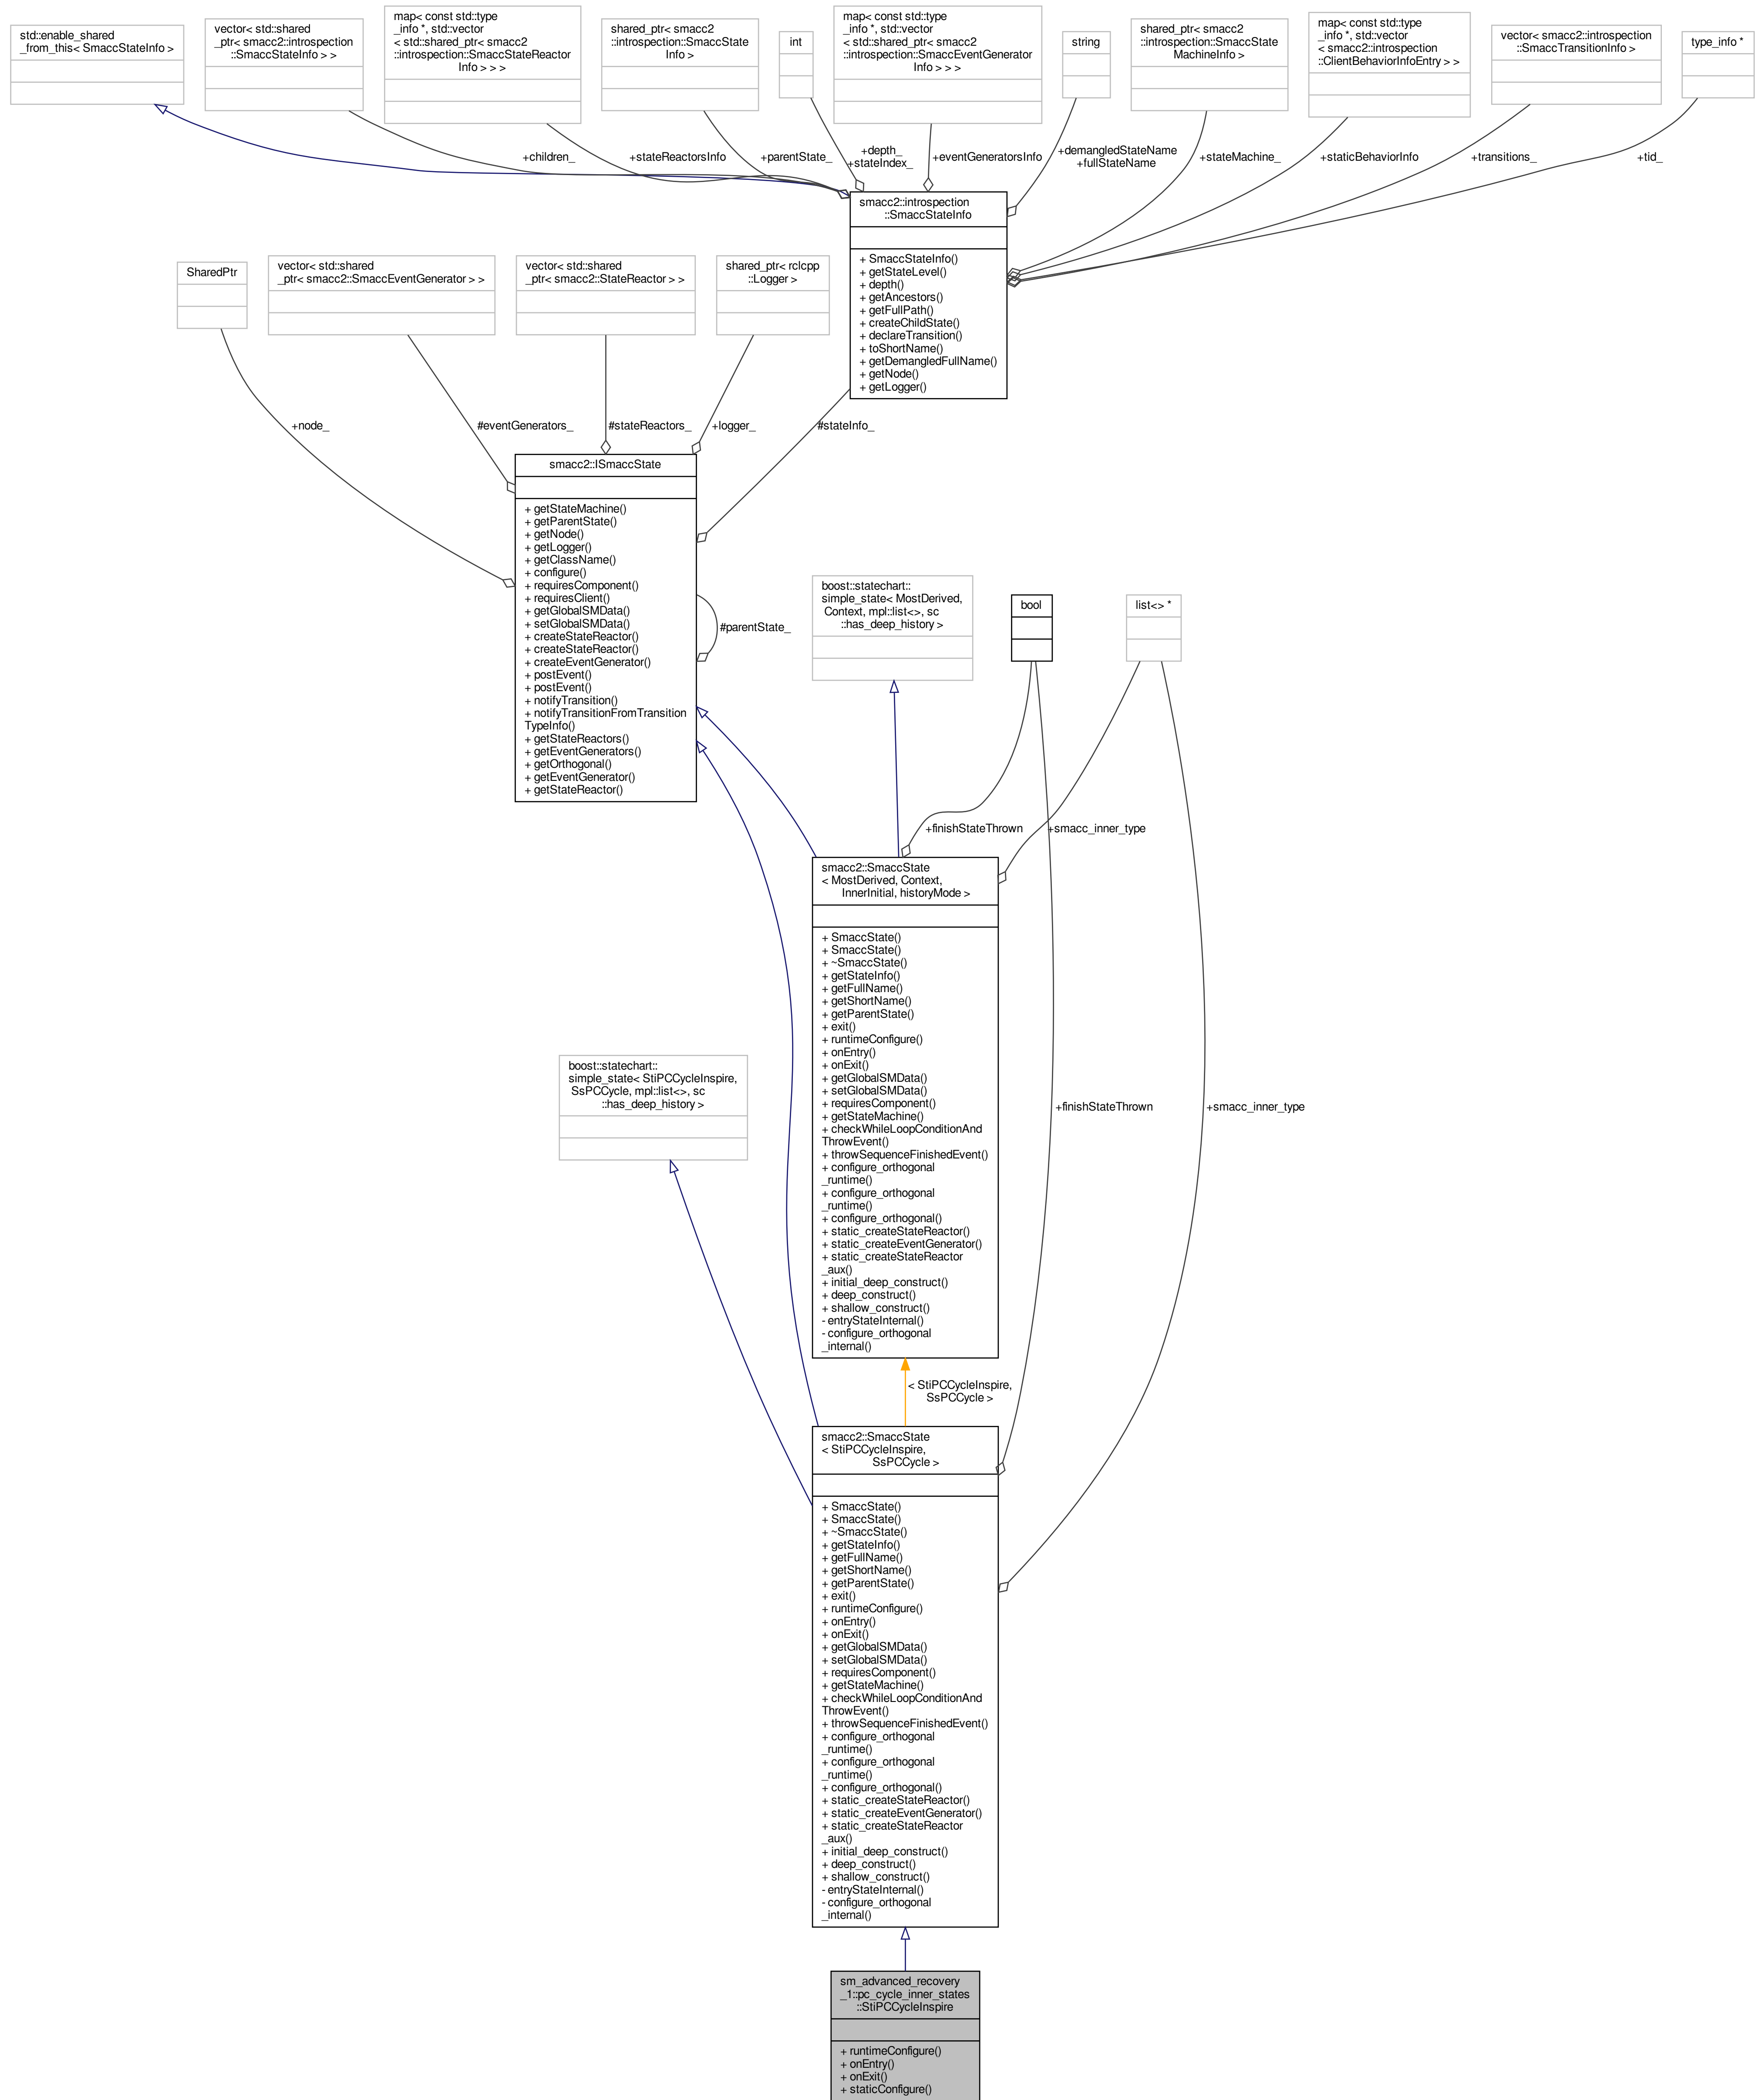 std::enable_shared
_from_this< SmaccStateInfo >
vector< std::shared
_ptr< smacc2::introspection
::SmaccStateInfo > >
map< const std::type
_info *, std::vector
< std::shared_ptr< smacc2
::introspection::SmaccStateReactor
Info > > >
shared_ptr< smacc2
::introspection::SmaccState
Info >
int
map< const std::type
_info *, std::vector
< std::shared_ptr< smacc2
::introspection::SmaccEventGenerator
Info > > >
string
shared_ptr< smacc2
::introspection::SmaccState
MachineInfo >
map< const std::type
_info *, std::vector
< smacc2::introspection
::ClientBehaviorInfoEntry > >
vector< smacc2::introspection
::SmaccTransitionInfo >
type_info *
+children_
+stateReactorsInfo
+parentState_
+depth_
+stateIndex_
+eventGeneratorsInfo
+demangledStateName
+fullStateName
+stateMachine_
+staticBehaviorInfo
+transitions_
+tid_
smacc2::introspection
::SmaccStateInfo
+ SmaccStateInfo()
+ getStateLevel()
+ depth()
+ getAncestors()
+ getFullPath()
+ createChildState()
+ declareTransition()
+ toShortName()
+ getDemangledFullName()
+ getNode()
+ getLogger()
SharedPtr
vector< std::shared
_ptr< smacc2::SmaccEventGenerator > >
vector< std::shared
_ptr< smacc2::StateReactor > >
shared_ptr< rclcpp
::Logger >
+node_
#eventGenerators_
#stateReactors_
+logger_
#stateInfo_
smacc2::ISmaccState
+ getStateMachine()
+ getParentState()
+ getNode()
+ getLogger()
+ getClassName()
+ configure()
+ requiresComponent()
+ requiresClient()
+ getGlobalSMData()
+ setGlobalSMData()
+ createStateReactor()
+ createStateReactor()
+ createEventGenerator()
+ postEvent()
+ postEvent()
+ notifyTransition()
+ notifyTransitionFromTransition
TypeInfo()
+ getStateReactors()
+ getEventGenerators()
+ getOrthogonal()
+ getEventGenerator()
+ getStateReactor()
#parentState_
boost::statechart::
simple_state< MostDerived,
Context, mpl::list<>, sc
::has_deep_history >
bool
list<> *
+finishStateThrown
+smacc_inner_type
smacc2::SmaccState
< MostDerived, Context,
InnerInitial, historyMode >
+ SmaccState()
+ SmaccState()
+ ~SmaccState()
+ getStateInfo()
+ getFullName()
+ getShortName()
+ getParentState()
+ exit()
+ runtimeConfigure()
+ onEntry()
+ onExit()
+ getGlobalSMData()
+ setGlobalSMData()
+ requiresComponent()
+ getStateMachine()
+ checkWhileLoopConditionAnd
ThrowEvent()
+ throwSequenceFinishedEvent()
+ configure_orthogonal
_runtime()
+ configure_orthogonal
_runtime()
+ configure_orthogonal()
+ static_createStateReactor()
+ static_createEventGenerator()
+ static_createStateReactor
_aux()
+ initial_deep_construct()
+ deep_construct()
+ shallow_construct()
- entryStateInternal()
- configure_orthogonal
_internal()
boost::statechart::
simple_state< StiPCCycleInspire,
SsPCCycle, mpl::list<>, sc
::has_deep_history >
+finishStateThrown
+smacc_inner_type
< StiPCCycleInspire,
SsPCCycle >
smacc2::SmaccState
< StiPCCycleInspire,
SsPCCycle >
+ SmaccState()
+ SmaccState()
+ ~SmaccState()
+ getStateInfo()
+ getFullName()
+ getShortName()
+ getParentState()
+ exit()
+ runtimeConfigure()
+ onEntry()
+ onExit()
+ getGlobalSMData()
+ setGlobalSMData()
+ requiresComponent()
+ getStateMachine()
+ checkWhileLoopConditionAnd
ThrowEvent()
+ throwSequenceFinishedEvent()
+ configure_orthogonal
_runtime()
+ configure_orthogonal
_runtime()
+ configure_orthogonal()
+ static_createStateReactor()
+ static_createEventGenerator()
+ static_createStateReactor
_aux()
+ initial_deep_construct()
+ deep_construct()
+ shallow_construct()
- entryStateInternal()
- configure_orthogonal
_internal()
sm_advanced_recovery
_1::pc_cycle_inner_states
::StiPCCycleInspire
+ runtimeConfigure()
+ onEntry()
+ onExit()
+ staticConfigure()